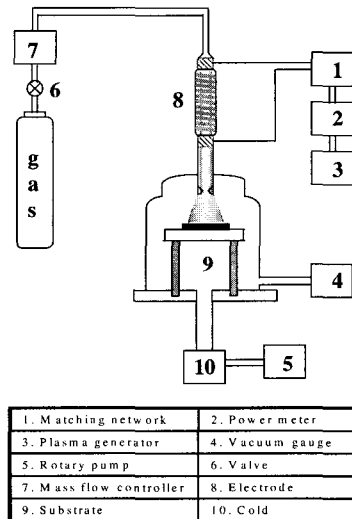 7
6
8
gas
1
2
3
9
4
10
5
1. Matching network
2. Power meter
3. Plasma generator
4. Vacuum gauge
5. Rotary pump
6. Valve
7. Mass flow controller
8. Electrode
9. Substrate
10. Cold